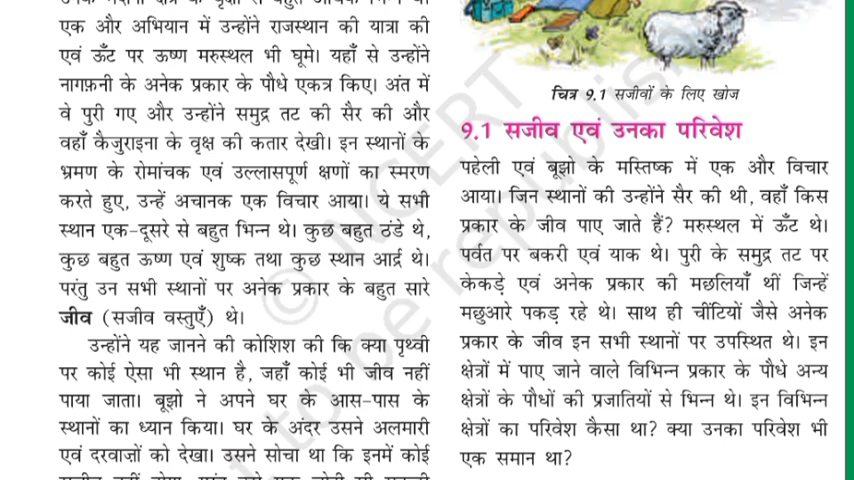 एक और अभियान में उन्होंने राजस्थान की यात्रा की
एवं ऊँट पर ऊष्ण मरुस्थल भी घूमे। यहाँ से उन्होंने
नागफ़नी के अनेक प्रकार के पौधे एकत्र किए। अंत में
वे पुरी गए और उन्होंने समुद्र तट की सैर की और
वहाँ कैजुराइना के वृक्ष की कतार देखी। इन स्थानों के
भ्रमण के रोमांचक एवं उल्लासपूर्ण क्षणों का स्मरण
करते हुए, उन्हें अचानक एक विचार आया। ये सभी
स्थान एक-दूसरे से बहुत भिन्न थे। कुछ बहुत ठंडे थे,
कुछ बहुत ऊष्ण एवं शुष्क तथा कुछ स्थान आर्द्र थे।
परंतु उन सभी स्थानों पर अनेक प्रकार के बहुत सारे
जीव (सजीव वस्तुएँ) थे।
उन्होंने यह जानने की कोशिश की कि क्या पृथ्वी
पर कोई ऐसा भी स्थान है, जहाँ कोई भी जीव नहीं
पाया जाता। बूझो ने अपने घर के आस-पास के
स्थानों का ध्यान किया। घर के अंदर उसने अलमारी
एवं दरवाज़ों को देखा। उसने सोचा था कि इनमें कोई
चित्र 9.1 सजीवों के लिए खोज
9.1 सजीव एवं उनका परिवेश
पहेली एवं बूझो के मस्तिष्क में एक और विचार
आया। जिन स्थानों की उन्होंने सैर की थी, वहाँ किस
प्रकार के जीव पाए जाते हैं? मरुस्थल में ऊँट थे।
पर्वत पर बकरी एवं याक थे। पुरी के समुद्र तट पर
केकड़े एवं अनेक प्रकार की मछलियाँ थीं जिन्हें
मछुआरे पकड़ रहे थे। साथ ही चींटियों जैसे अनेक
प्रकार के जीव इन सभी स्थानों पर उपस्थित थे। इन
क्षेत्रों में पाए जाने वाले विभिन्न प्रकार के पौधे अन्य
क्षेत्रों के पौधों की प्रजातियों से भिन्न थे। इन विभिन्न
क्षेत्रों का परिवेश कैसा था? क्या उनका परिवेश भी
एक समान था?
© NCERT
to be republish